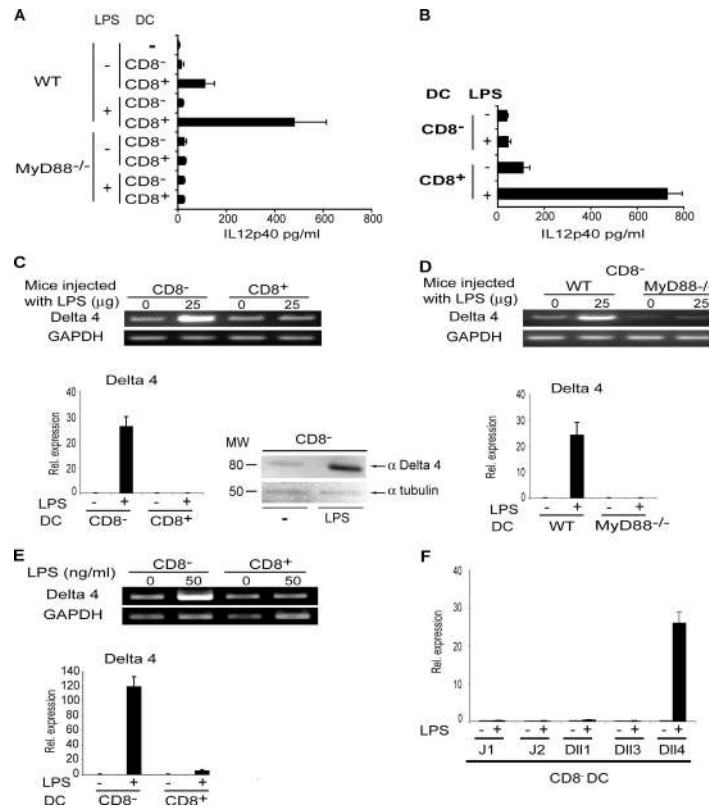 A
LPS DC
-
CD8-
- CD8+
WT
CD8-
+ CD8+
CD8-
- CD8+
MyD88-/-
CD8-
+ CD8+
0 200 400 600 800
IL12p40 pg/ml
B
DC LPS
-
CD8-
+
-
CD8+
+
0 200 400 600 800
IL12p40 pg/ml
C
CD8- CD8+
Mice injected
with LPS (μg) 0 25 0 25
Delta 4
GAPDH
Delta 4
Rel. expression
40
30
20
10
0
LPS - + - +
DC CD8- CD8+
CD8-
MW
80 α Delta 4
50 α tubulin
- LPS
D
CD8-
WT MyD88-/-
Mice injected
with LPS (μg) 0 25 0 25
Delta 4
GAPDH
Delta 4
Rel. expression
40
30
20
10
0
LPS - + - +
DC WT MyD88-/-
E
CD8- CD8+
LPS (ng/ml) 0 50 0 50
Delta 4
GAPDH
Delta 4
Rel. expression
140
120
100
80
60
40
20
0
LPS - + - +
DC CD8- CD8+
F
Rel. expression
40
30
20
10
0
LPS - + - + - + - + - +
J1 J2 Dll1 Dll3 Dll4
CD8- DC